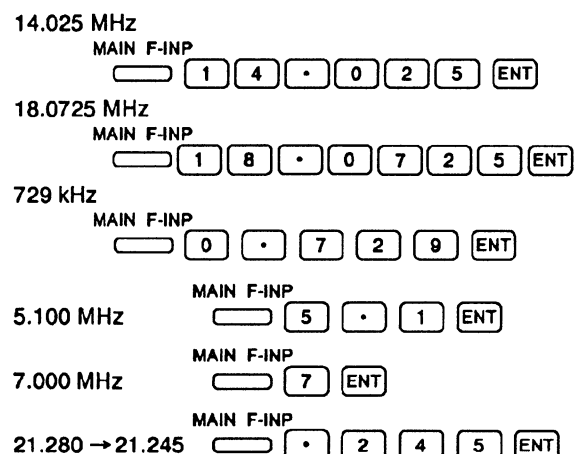 14.025 MHz
MAIN F-INP
1 4 · 0 2 5 ENT
18.0725 MHz
MAIN F-INP
1 8 · 0 7 2 5 ENT
729 kHz
MAIN F-INP
0 · 7 2 9 ENT
MAIN F-INP
5.100 MHz 5 · 1 ENT
MAIN F-INP
7.000 MHz 7 ENT
MAIN F-INP
21.280 → 21.245 · 2 4 5 ENT